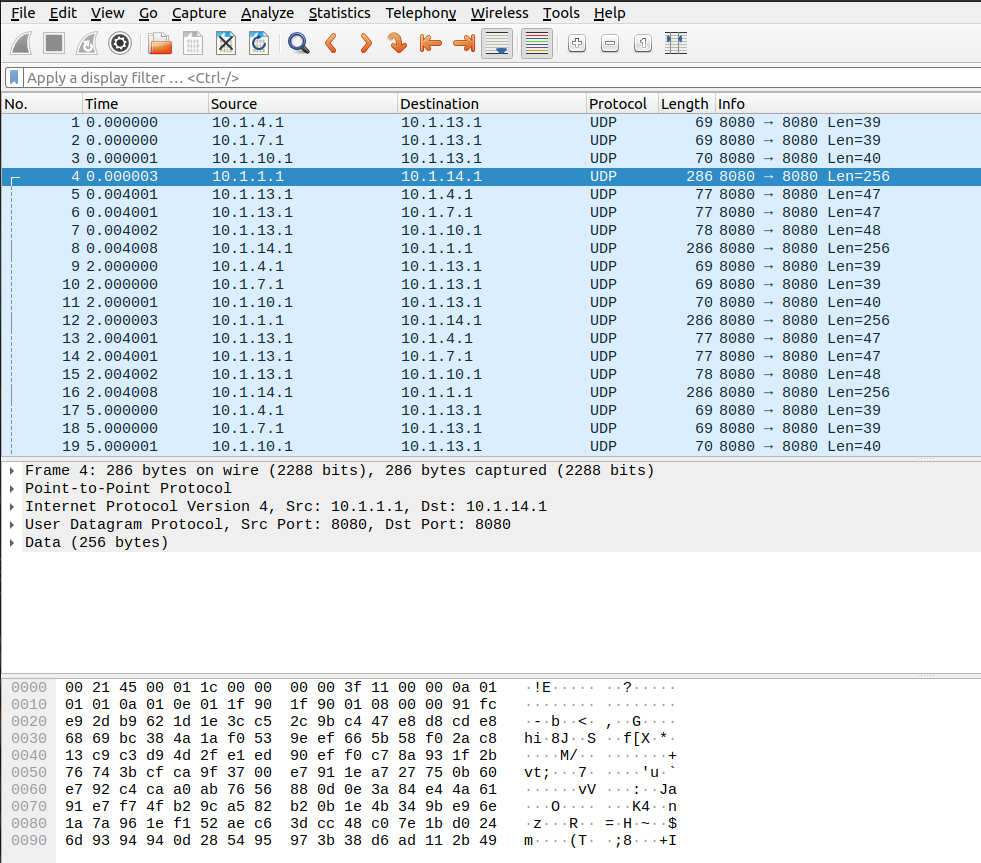 File Edit View Go Capture Analyze Statistics Telephony Wireless Tools Help
Apply a display filter … <Ctrl-/>
No. Time Source Destination Protocol Length Info
1 0.000000 10.1.4.1 10.1.13.1 UDP 69 8080 → 8080 Len=39
2 0.000000 10.1.7.1 10.1.13.1 UDP 69 8080 → 8080 Len=39
3 0.000001 10.1.10.1 10.1.13.1 UDP 70 8080 → 8080 Len=40
4 0.000003 10.1.1.1 10.1.14.1 UDP 286 8080 → 8080 Len=256
5 0.004001 10.1.13.1 10.1.4.1 UDP 77 8080 → 8080 Len=47
6 0.004001 10.1.13.1 10.1.7.1 UDP 77 8080 → 8080 Len=47
7 0.004002 10.1.13.1 10.1.10.1 UDP 78 8080 → 8080 Len=48
8 0.004008 10.1.14.1 10.1.1.1 UDP 286 8080 → 8080 Len=256
9 2.000000 10.1.4.1 10.1.13.1 UDP 69 8080 → 8080 Len=39
10 2.000000 10.1.7.1 10.1.13.1 UDP 69 8080 → 8080 Len=39
11 2.000001 10.1.10.1 10.1.13.1 UDP 70 8080 → 8080 Len=40
12 2.000003 10.1.1.1 10.1.14.1 UDP 286 8080 → 8080 Len=256
13 2.004001 10.1.13.1 10.1.4.1 UDP 77 8080 → 8080 Len=47
14 2.004001 10.1.13.1 10.1.7.1 UDP 77 8080 → 8080 Len=47
15 2.004002 10.1.13.1 10.1.10.1 UDP 78 8080 → 8080 Len=48
16 2.004008 10.1.14.1 10.1.1.1 UDP 286 8080 → 8080 Len=256
17 5.000000 10.1.4.1 10.1.13.1 UDP 69 8080 → 8080 Len=39
18 5.000000 10.1.7.1 10.1.13.1 UDP 69 8080 → 8080 Len=39
19 5.000001 10.1.10.1 10.1.13.1 UDP 70 8080 → 8080 Len=40
Frame 4: 286 bytes on wire (2288 bits), 286 bytes captured (2288 bits)
Point-to-Point Protocol
Internet Protocol Version 4, Src: 10.1.1.1, Dst: 10.1.14.1
User Datagram Protocol, Src Port: 8080, Dst Port: 8080
Data (256 bytes)
0000 00 21 45 00 01 1c 00 00 00 00 3f 11 00 00 0a 01 ·!E····· ··?·····
0010 01 01 0a 01 0e 01 1f 90 1f 90 01 08 00 00 91 fc ········ ········
0020 e9 2d b9 62 1d 1e 3c c5 2c 9b c4 47 e8 d8 cd e8 ·-·b··<· ,··G····
0030 68 69 bc 38 4a 1a f0 53 9e ef 66 5b 58 f0 2a c8 hi·8J··S ··f[X·*·
0040 13 c9 c3 d9 4d 2f e1 ed 90 ef f0 c7 8a 93 1f 2b ····M/·· ·······+
0050 76 74 3b cf ca 9f 37 00 e7 91 1e a7 27 75 0b 60 vt;···7· ····'u·`
0060 e7 92 c4 ca a0 ab 76 56 88 0d 0e 3a 84 e4 4a 61 ······vV ···:··Ja
0070 91 e7 f7 4f b2 9c a5 82 b2 0b 1e 4b 34 9b e9 6e ···O···· ···K4··n
0080 1a 7a 96 1e f1 52 ae c6 3d cc 48 c0 7e 1b d0 24 ·z···R·· =·H·~··$
0090 6d 93 94 94 0d 28 54 95 97 3b 38 d6 ad 11 2b 49 m····(T· ·;8···+I